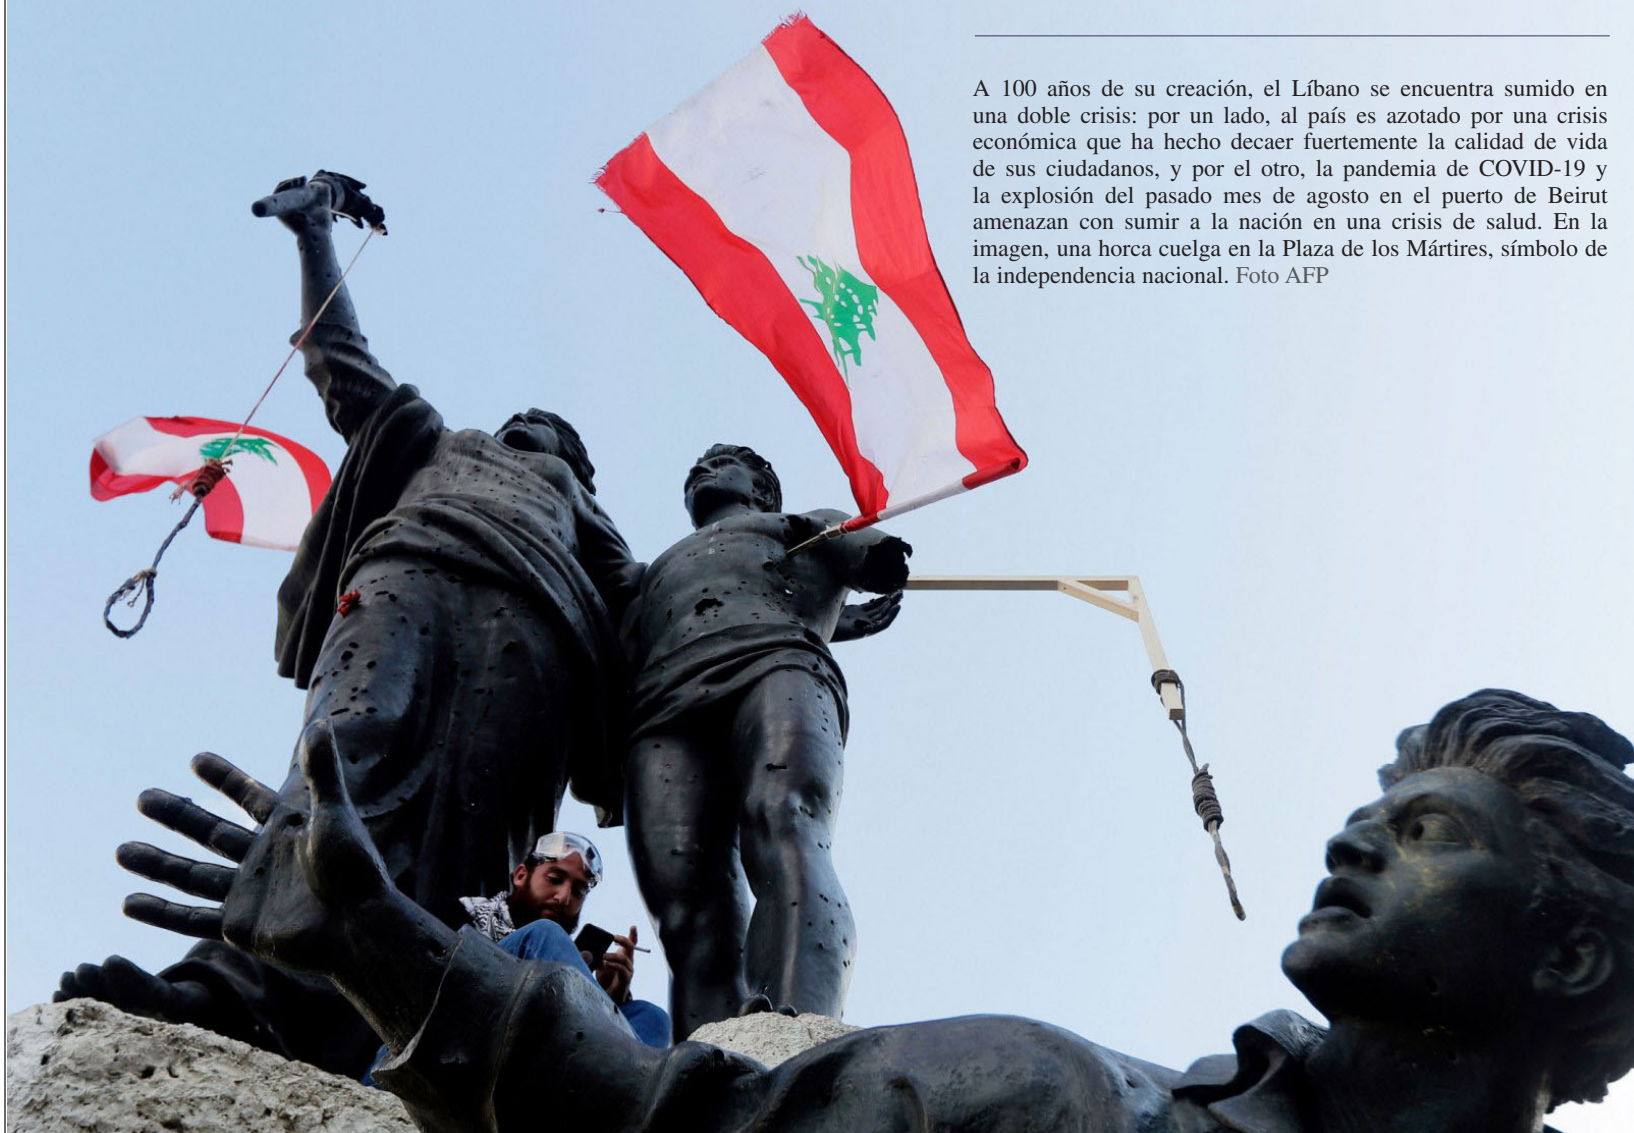 A 100 años de su creación, el Líbano se encuentra sumido en
una doble crisis: por un lado, al país es azotado por una crisis
económica que ha hecho decaer fuertemente la calidad de vida
de sus ciudadanos, y por el otro, la pandemia de COVID-19 y
la explosión del pasado mes de agosto en el puerto de Beirut
amenazan con sumir a la nación en una crisis de salud. En la
imagen, una horca cuelga en la Plaza de los Mártires, símbolo de
la independencia nacional. Foto AFP